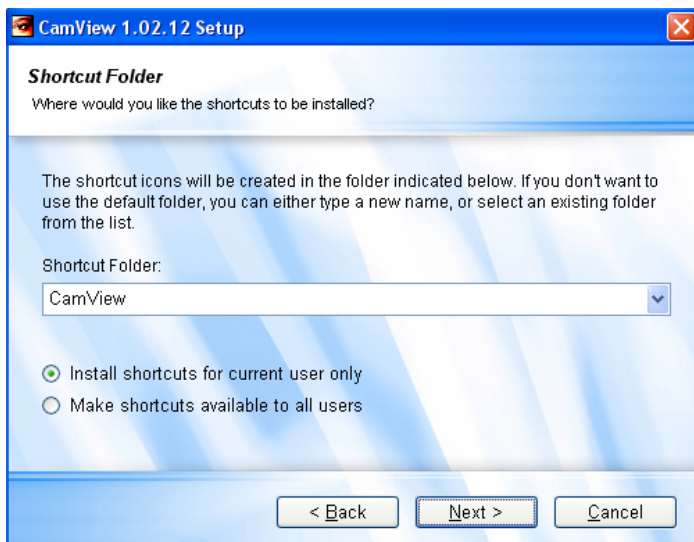 CamView 1.02.12 Setup
Shortcut Folder
Where would you like the shortcuts to be installed?
The shortcut icons will be created in the folder indicated below. If you don't want to
use the default folder, you can either type a new name, or select an existing folder
from the list.
Shortcut Folder:
CamView
Install shortcuts for current user only
Make shortcuts available to all users
< Back
Next >
Cancel